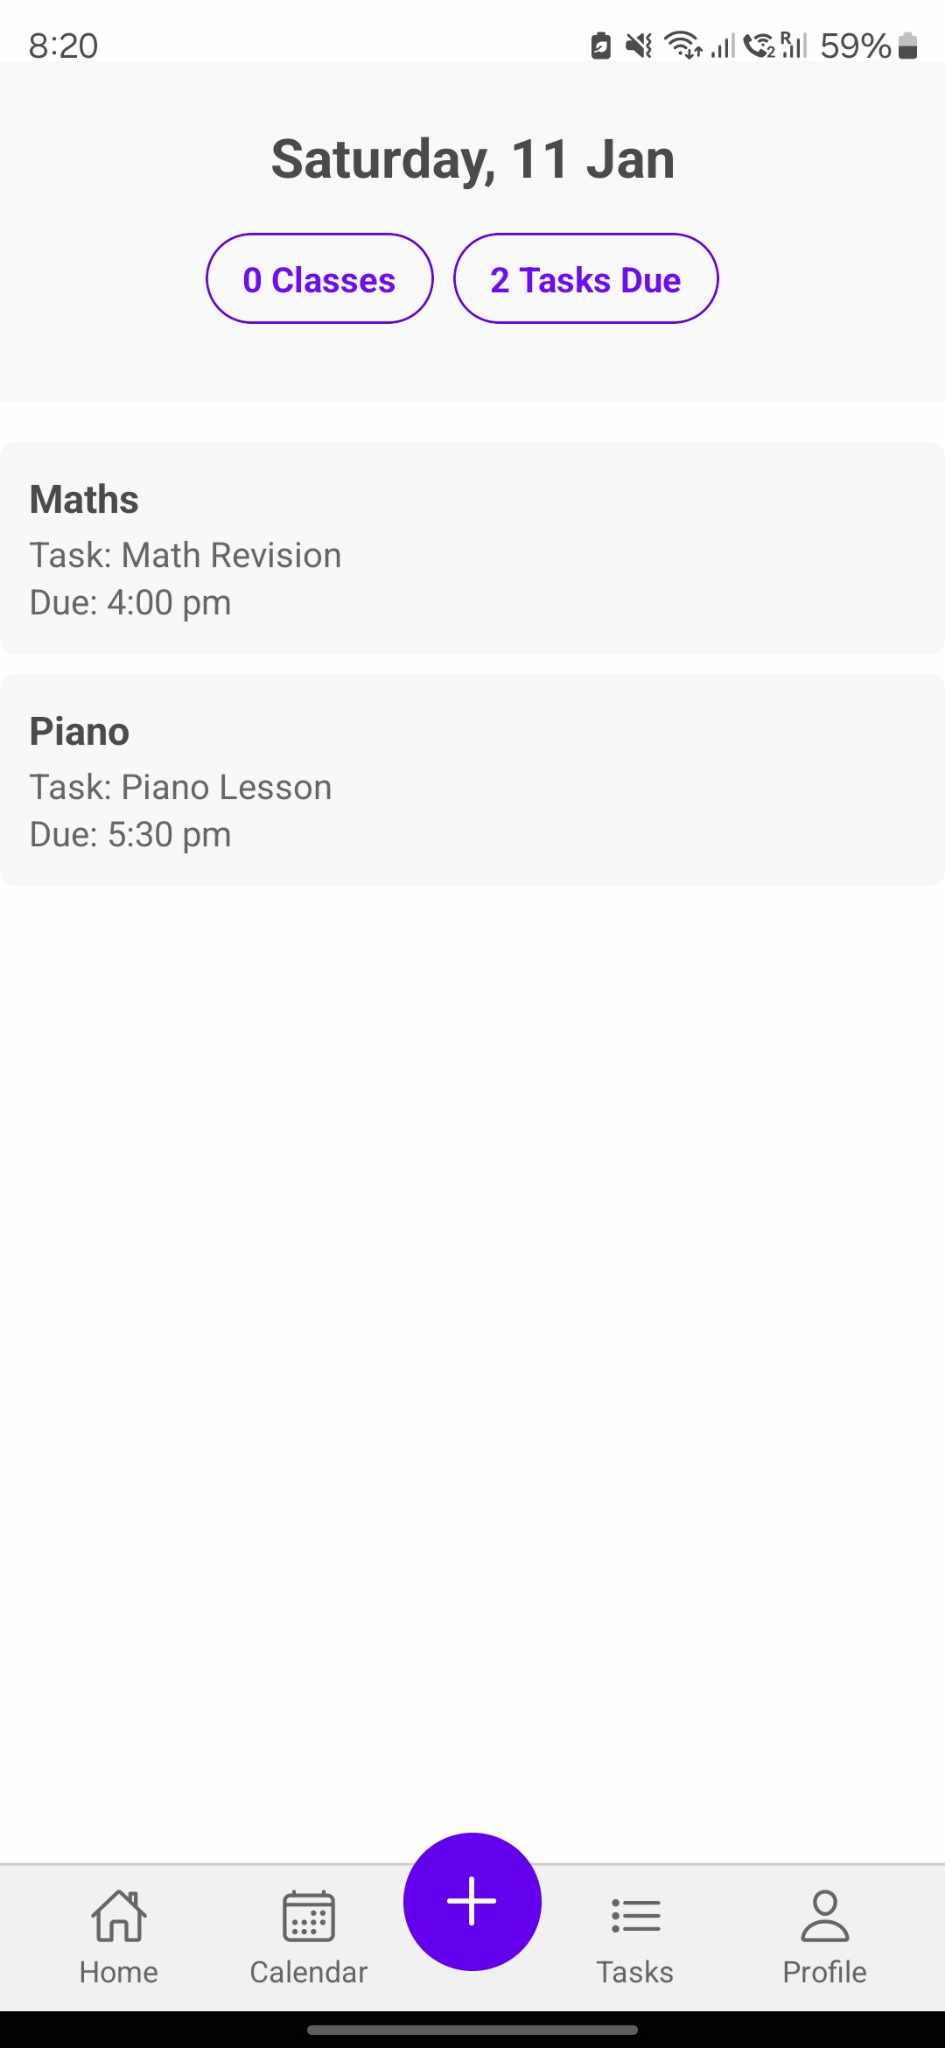 8:20 59%
Saturday, 11 Jan
0 Classes 2 Tasks Due
Maths
Task: Math Revision
Due: 4:00 pm
Piano
Task: Piano Lesson
Due: 5:30 pm
Home Calendar Tasks Profile